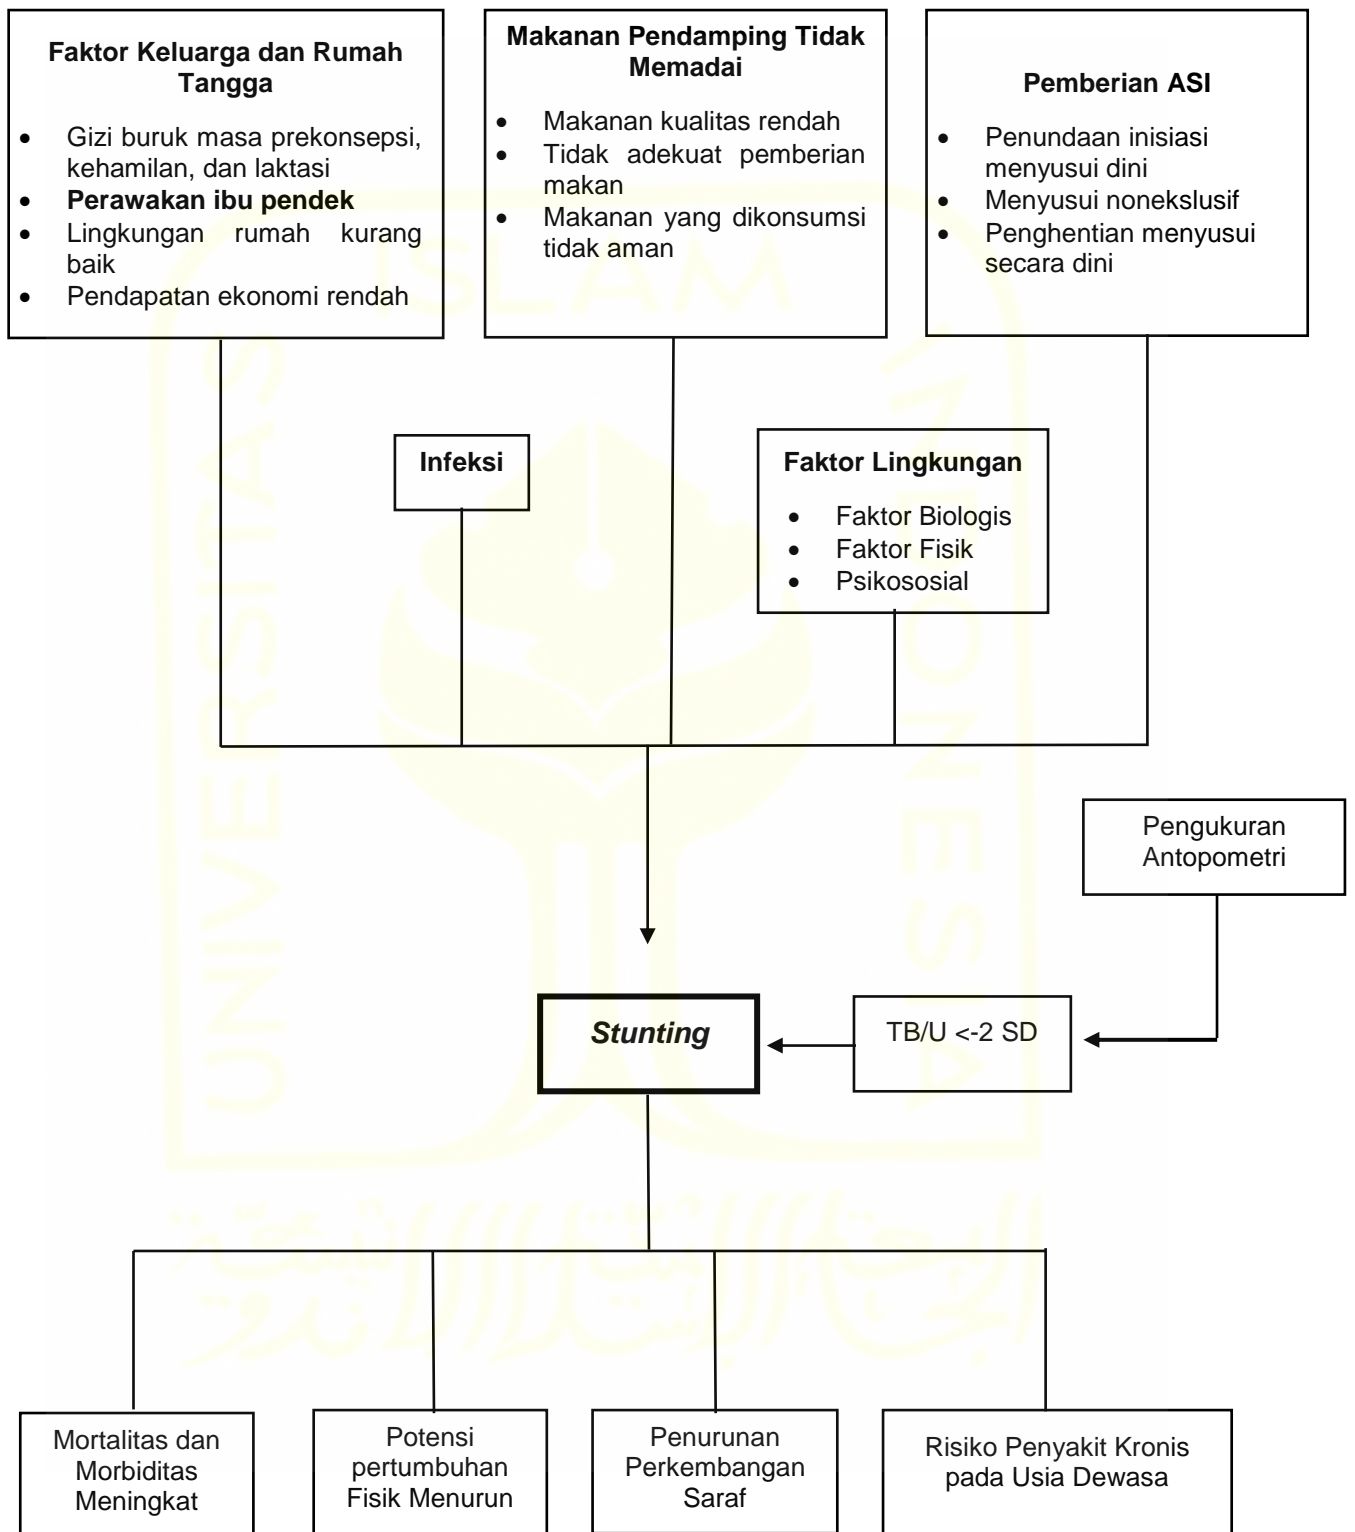 Faktor Keluarga dan Rumah
Tangga
• Gizi buruk masa prekonsepsi,
kehamilan, dan laktasi
• Perawakan ibu pendek
• Lingkungan rumah kurang
baik
• Pendapatan ekonomi rendah
Makanan Pendamping Tidak
Memadai
• Makanan kualitas rendah
• Tidak adekuat pemberian
makan
• Makanan yang dikonsumsi
tidak aman
Pemberian ASI
• Penundaan inisiasi
menyusui dini
• Menyusui nonekslusif
• Penghentian menyusui
secara dini
Infeksi
Faktor Lingkungan
• Faktor Biologis
• Faktor Fisik
• Psikososial
Pengukuran
Antopometri
Stunting
TB/U <-2 SD
Mortalitas dan
Morbiditas
Meningkat
Potensi
pertumbuhan
Fisik Menurun
Penurunan
Perkembangan
Saraf
Risiko Penyakit Kronis
pada Usia Dewasa
UNIVERSITAS
ISLAM
INDONESIA